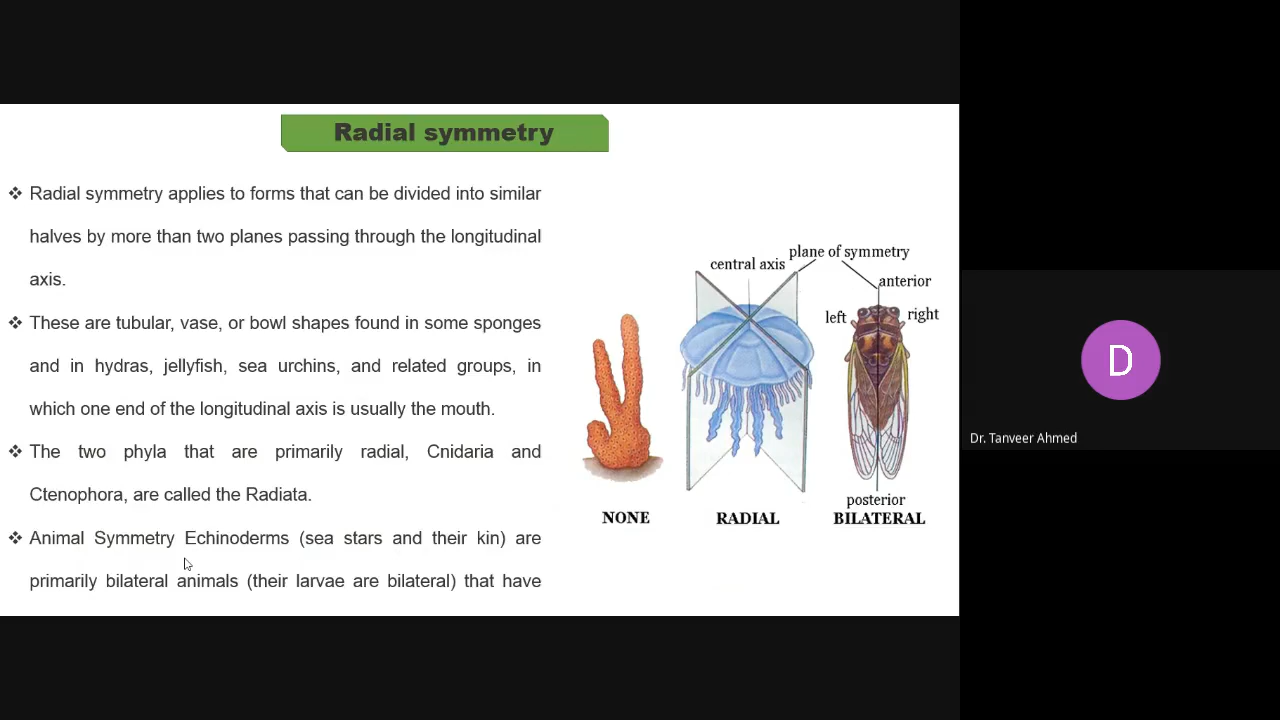 Radial symmetry
❖ Radial symmetry applies to forms that can be divided into similar
halves by more than two planes passing through the longitudinal
axis.
❖ These are tubular, vase, or bowl shapes found in some sponges
and in hydras, jellyfish, sea urchins, and related groups, in
which one end of the longitudinal axis is usually the mouth.
❖ The two phyla that are primarily radial, Cnidaria and
Ctenophora, are called the Radiata.
❖ Animal Symmetry Echinoderms (sea stars and their kin) are
primarily bilateral animals (their larvae are bilateral) that have
plane of symmetry
central axis
anterior
left
right
posterior
NONE
RADIAL
BILATERAL
D
Dr. Tanveer Ahmed